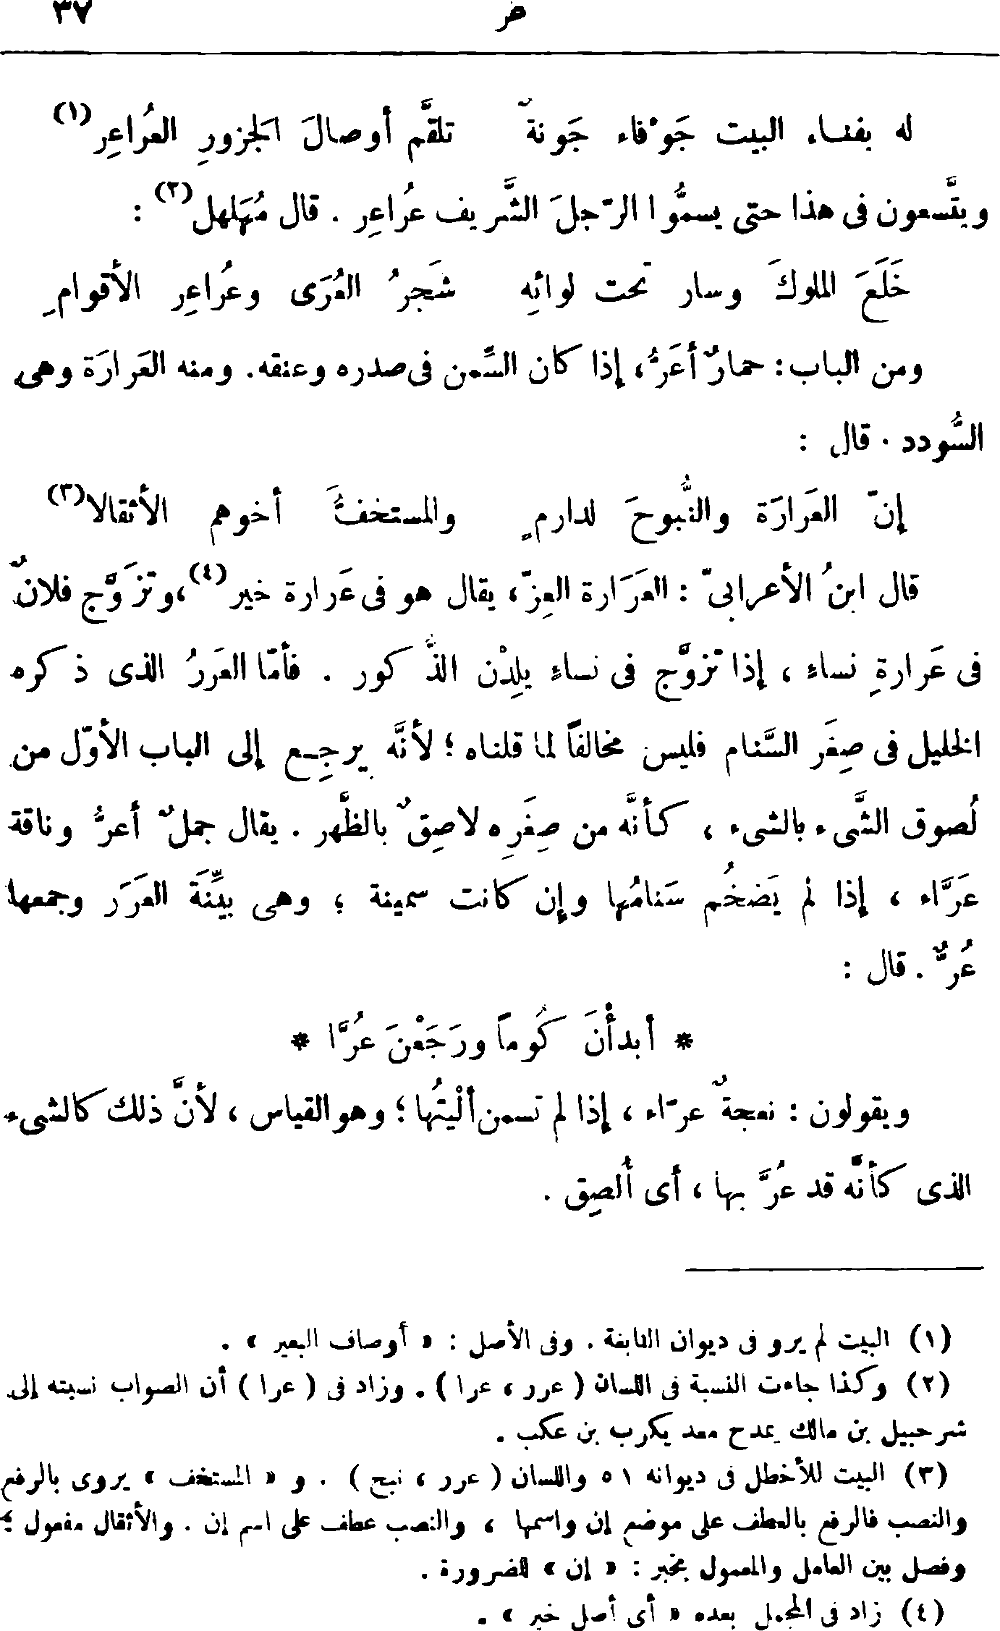 عر ٣٧
له بفناء البيت جَوْفاء جَونةٌ تلقَّم أوصالَ الجزورِ العُراعِرِ(١)
ويتَّسعون فى هذا حتى يسمُّوا الرّجلَ الشَّريف عُراعِر . قال مُهَلهل(٢) :
خَلَعَ الملوكَ وسار تحت لوائِهِ شَجرُ العُرَى وعُراعِر الأقوامِ
ومن الباب : حمارٌ أعَرُّ، إذا كان السِّمن فى صدره وعنقه. ومنه العَرارَة وهى
السُّودد . قال :
إنّ العَرارَة والنُّبوحَ لدارمٍ والمستخفَُّ أخوهم الأثقالا(٣)
قال ابنُ الأعرابىّ : العَرَارة العِزّ، يقال هو فى عَرارة خير(٤)، وتزَوَّج فلانٌ
فى عَرارةِ نساءٍ ، إذا تزوَّج فى نساءٍ يلِدْن الذُّكور . فأمّا العَرَرُ الذى ذكره
الخليل فى صِغَر السَّنام فليس مخالفاً لما قلناه ؛ لأنَّه يرجِع إلى الباب الأوّل من
لُصوق الشَّىء بالشىء ، كأنَّه من صِغَرِه لاصِقٌ بالظَّهر . يقال جملٌ أعرُّ وناقة
عَرَّاء ، إذا لم يَضخُم سَنامُها وإن كانت سمينة ؛ وهى بيِّنَة العَرَر وجمعها
عُرٌّ . قال :
* أبدأْنَ كُوماً ورَجَعْنَ عُرَّا *
ويقولون : نعجةٌ عرّاء ، إذا لم تسمن ألْيتُها ؛ وهو القياس ، لأنَّ ذلك كالشىء
الذى كأنَّه قد عُرَّ بها ، أى أُلصِق .
(١) البيت لم يرو فى ديوان النابغة . وفى الأصل : « أوصاف البعير » .
(٢) وكذا جاءت النسبة فى اللسان ( عرر ، عرا ) . وزاد فى ( عرا ) أن الصواب نسبته إلى
شرحبيل بن مالك يمدح معد يكرب بن عكب .
(٣) البيت للأخطل فى ديوانه ٥١ واللسان ( عرر ، نبح ) . و « المستخف » يروى بالرفع
والنصب فالرفع بالعطف على موضع إن واسمها ، والنصب عطف على اسم إن . والأثقال مفعول بـ
وفصل بين العامل والمعمول بخبر : « إن » للضرورة .
(٤) زاد فى المجمل بعده « أى أصل خير » .